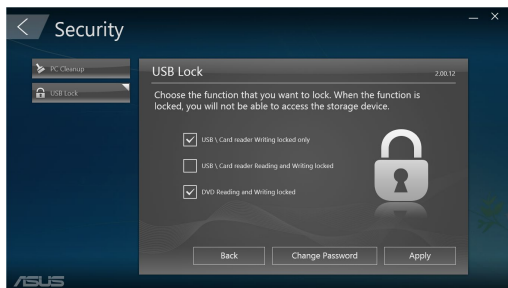 Security
PC Cleanup
USB Lock
USB Lock
2.00.12
Choose the function that you want to lock. When the function is
locked, you will not be able to access the storage device.
USB \ Card reader Writing locked only
USB \ Card reader Reading and Writing locked
DVD Reading and Writing locked
Back
Change Password
Apply
ASUS